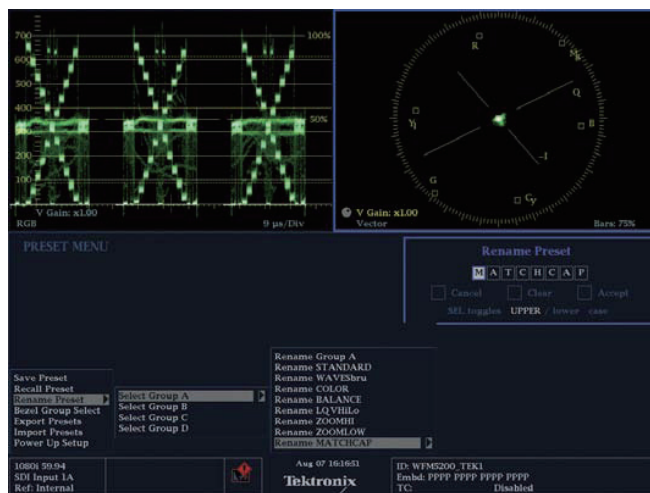 700
600
500
400
300
200
100
100%
50%
V Gain: x1.00
RGB
9 µs/Div
R
Mg
Q
B
Yl
-I
G
Cy
V Gain: x1.00
Vector
Bars: 75%
PRESET MENU
Rename Preset
MATCHCAP
Cancel Clear Accept
SEL toggles UPPER / lower case
Save Preset
Recall Preset
Rename Preset
Bezel Group Select
Export Presets
Import Presets
Power Up Setup
Select Group A
Select Group B
Select Group C
Select Group D
Rename Group A
Rename STANDARD
Rename WAVESbru
Rename COLOR
Rename BALANCE
Rename LQVHiLo
Rename ZOOMHI
Rename ZOOMLOW
Rename MATCHCAP
1080i 59.94
SDI Input 1A
Ref: Internal
Aug 07 16:16:51
Tektronix
ID: WFM5200_TEK1
Embd: PPPP PPPP PPPP PPPP
TC: Disabled